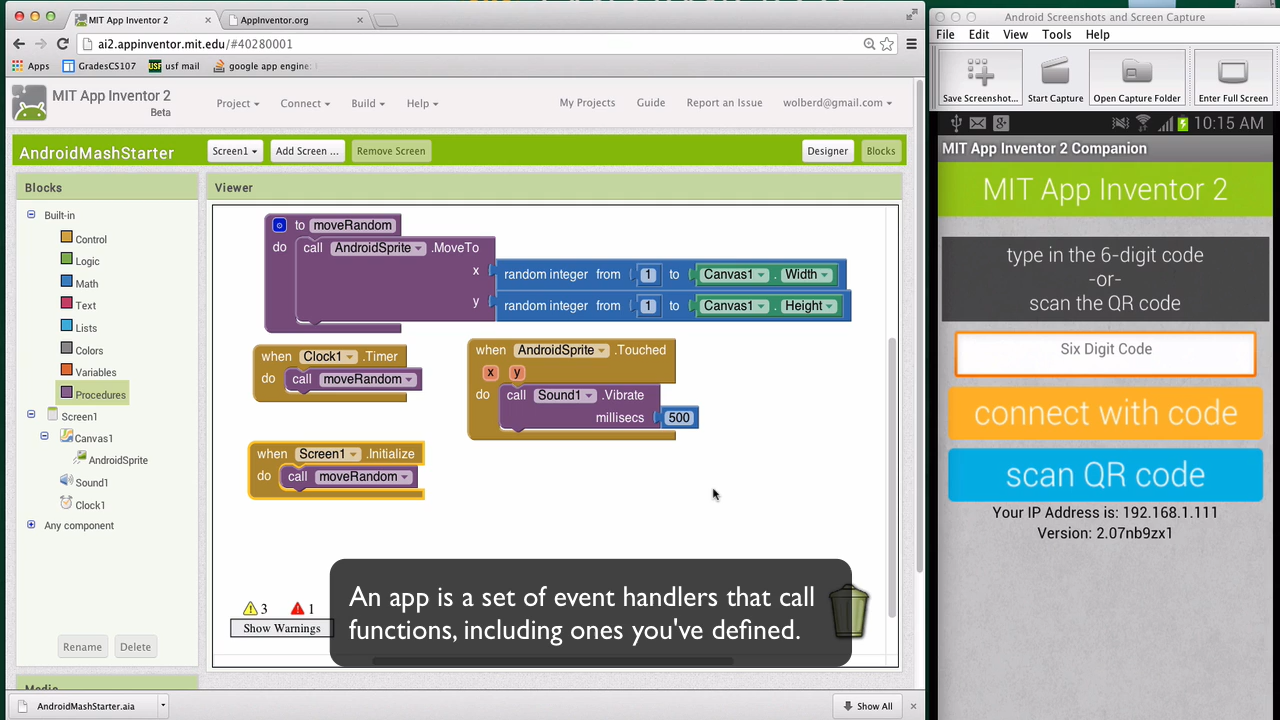 MIT App Inventor 2
AppInventor.org
ai2.appinventor.mit.edu/#40280001
Apps
GradesCS107
USF
usf mail
google app engine:
MIT App Inventor 2
Beta
Project
Connect
Build
Help
My Projects
Guide
Report an Issue
wolberd@gmail.com
AndroidMashStarter
Screen1
Add Screen ...
Remove Screen
Designer
Blocks
Blocks
Built-in
Control
Logic
Math
Text
Lists
Colors
Variables
Procedures
Screen1
Canvas1
AndroidSprite
Sound1
Clock1
Any component
Rename
Delete
Media
Viewer
to moveRandom
do call AndroidSprite .MoveTo
x random integer from 1 to Canvas1 . Width
y random integer from 1 to Canvas1 . Height
when Clock1 .Timer
do call moveRandom
when AndroidSprite .Touched
x y
do call Sound1 .Vibrate
millisecs 500
when Screen1 .Initialize
do call moveRandom
3 1
Show Warnings
An app is a set of event handlers that call
functions, including ones you've defined.
AndroidMashStarter.aia
Show All
Android Screenshots and Screen Capture
File Edit View Tools Help
Save Screenshot...
Start Capture
Open Capture Folder
Enter Full Screen
10:15 AM
MIT App Inventor 2 Companion
MIT App Inventor 2
type in the 6-digit code
-or-
scan the QR code
Six Digit Code
connect with code
scan QR code
Your IP Address is: 192.168.1.111
Version: 2.07nb9zx1